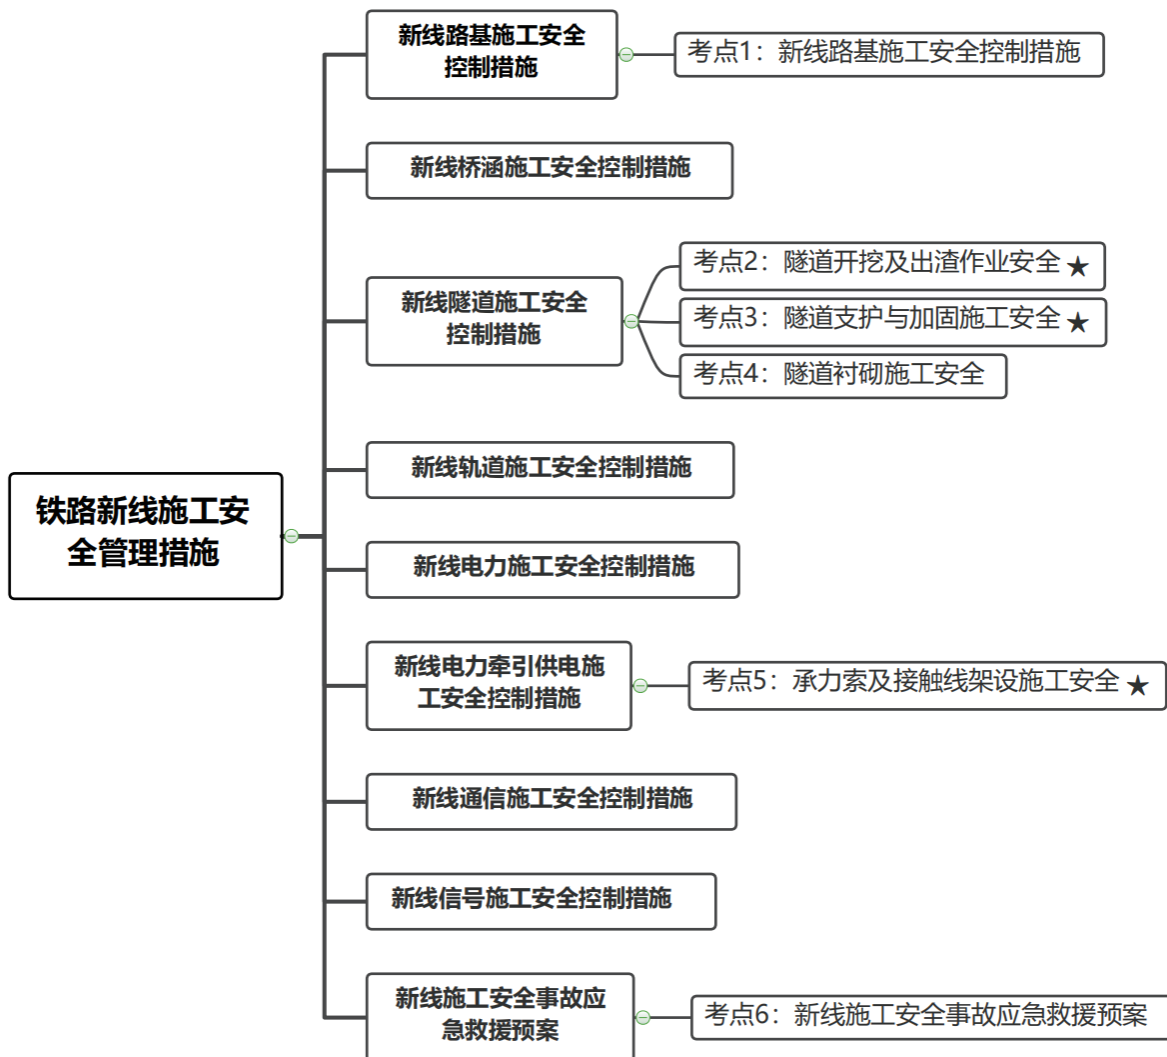 新线路基施工安全
控制措施
考点1：新线路基施工安全控制措施
新线桥涵施工安全控制措施
新线隧道施工安全
控制措施
考点2：隧道开挖及出渣作业安全★
考点3：隧道支护与加固施工安全★
考点4：隧道衬砌施工安全
新线轨道施工安全控制措施
铁路新线施工安
全管理措施
新线电力施工安全控制措施
新线电力牵引供电施
工安全控制措施
考点5：承力索及接触线架设施工安全★
新线通信施工安全控制措施
新线信号施工安全控制措施
新线施工安全事故应
急救援预案
考点6：新线施工安全事故应急救援预案